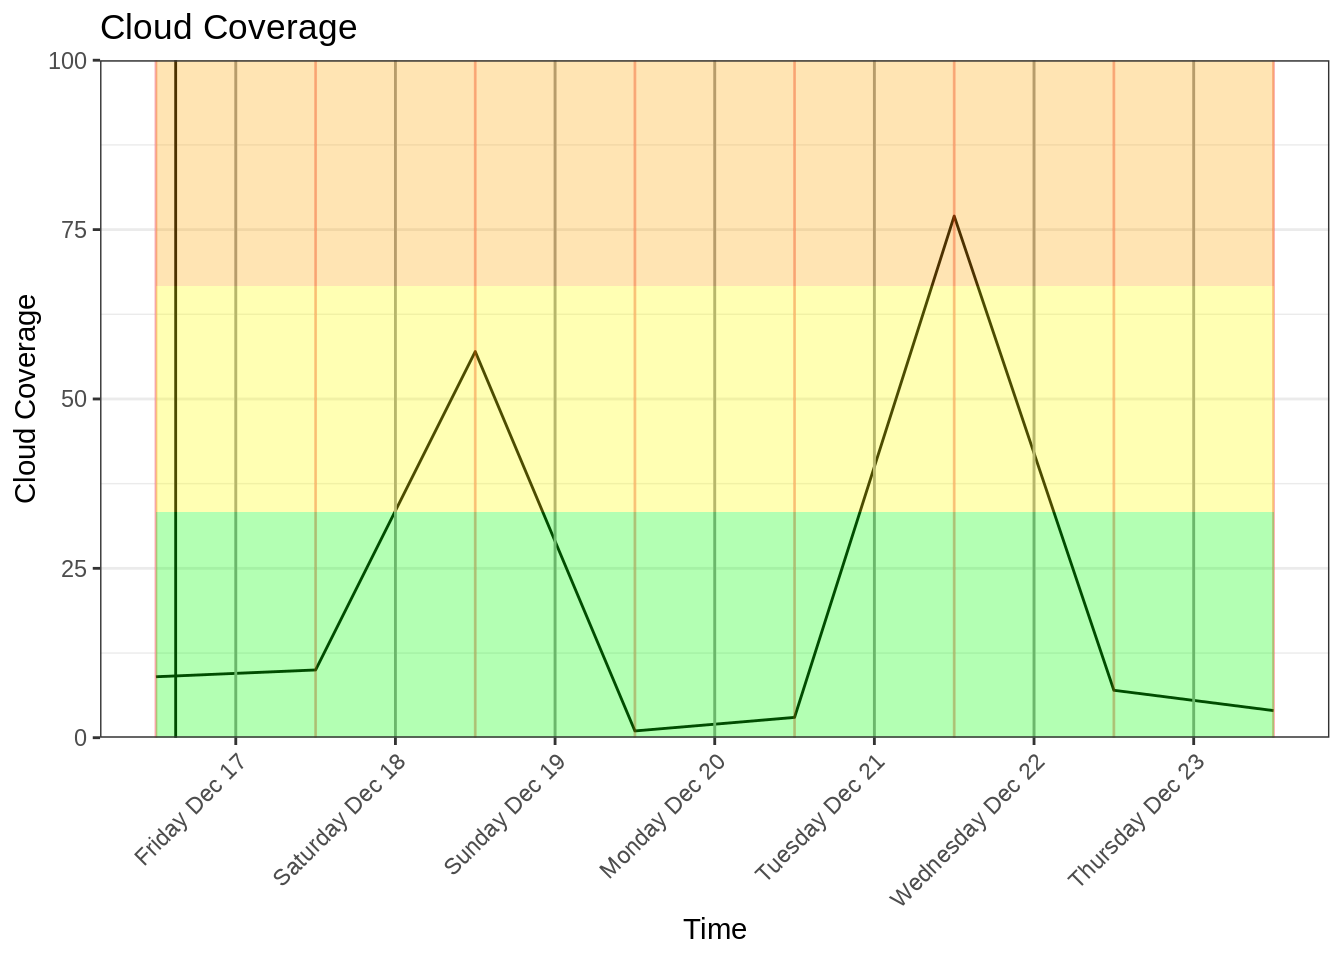 Cloud Coverage
100
75
50
25
0
Cloud Coverage
Friday Dec 17
Saturday Dec 18
Sunday Dec 19
Monday Dec 20
Tuesday Dec 21
Wednesday Dec 22
Thursday Dec 23
Time